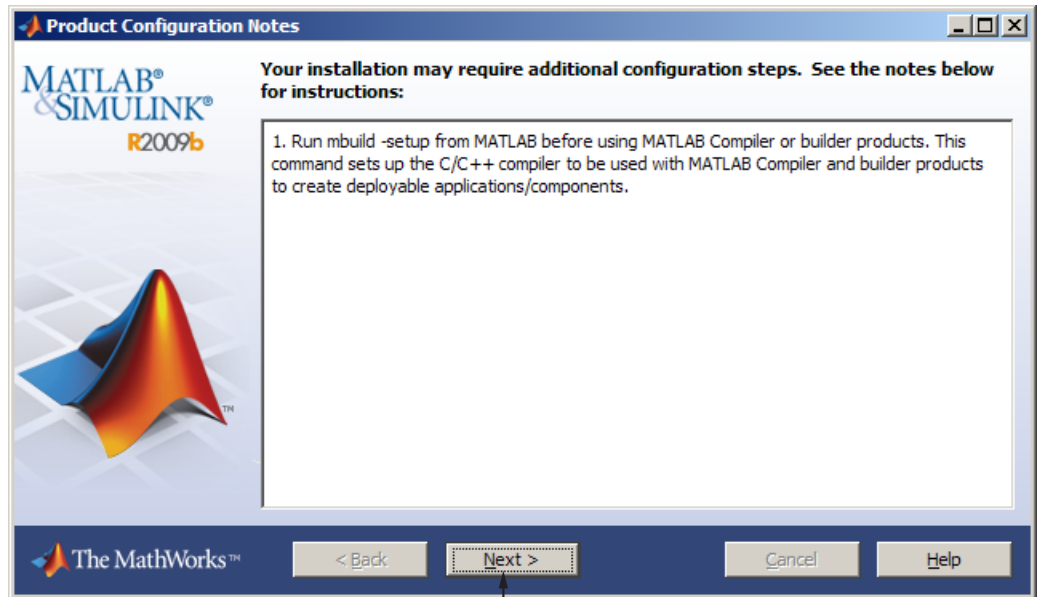 Product Configuration Notes
MATLAB®
&SIMULINK®
R2009b
TM
Your installation may require additional configuration steps. See the notes below
for instructions:
1. Run mbuild -setup from MATLAB before using MATLAB Compiler or builder products. This
command sets up the C/C++ compiler to be used with MATLAB Compiler and builder products
to create deployable applications/components.
The MathWorks™
< Back
Next >
Cancel
Help